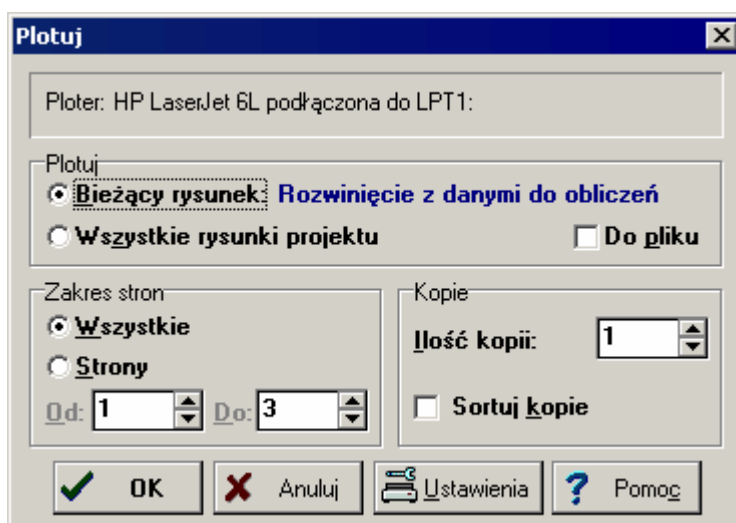 Plotuj
Ploter: HP LaserJet 6L podłączona do LPT1:
Plotuj
Bieżący rysunek: Rozwinięcie z danymi do obliczeń
Wszystkie rysunki projektu Do pliku
Zakres stron
Wszystkie
Strony
Od: 1 Do: 3
Kopie
Ilość kopii: 1
Sortuj kopie
OK Anuluj Ustawienia Pomoc